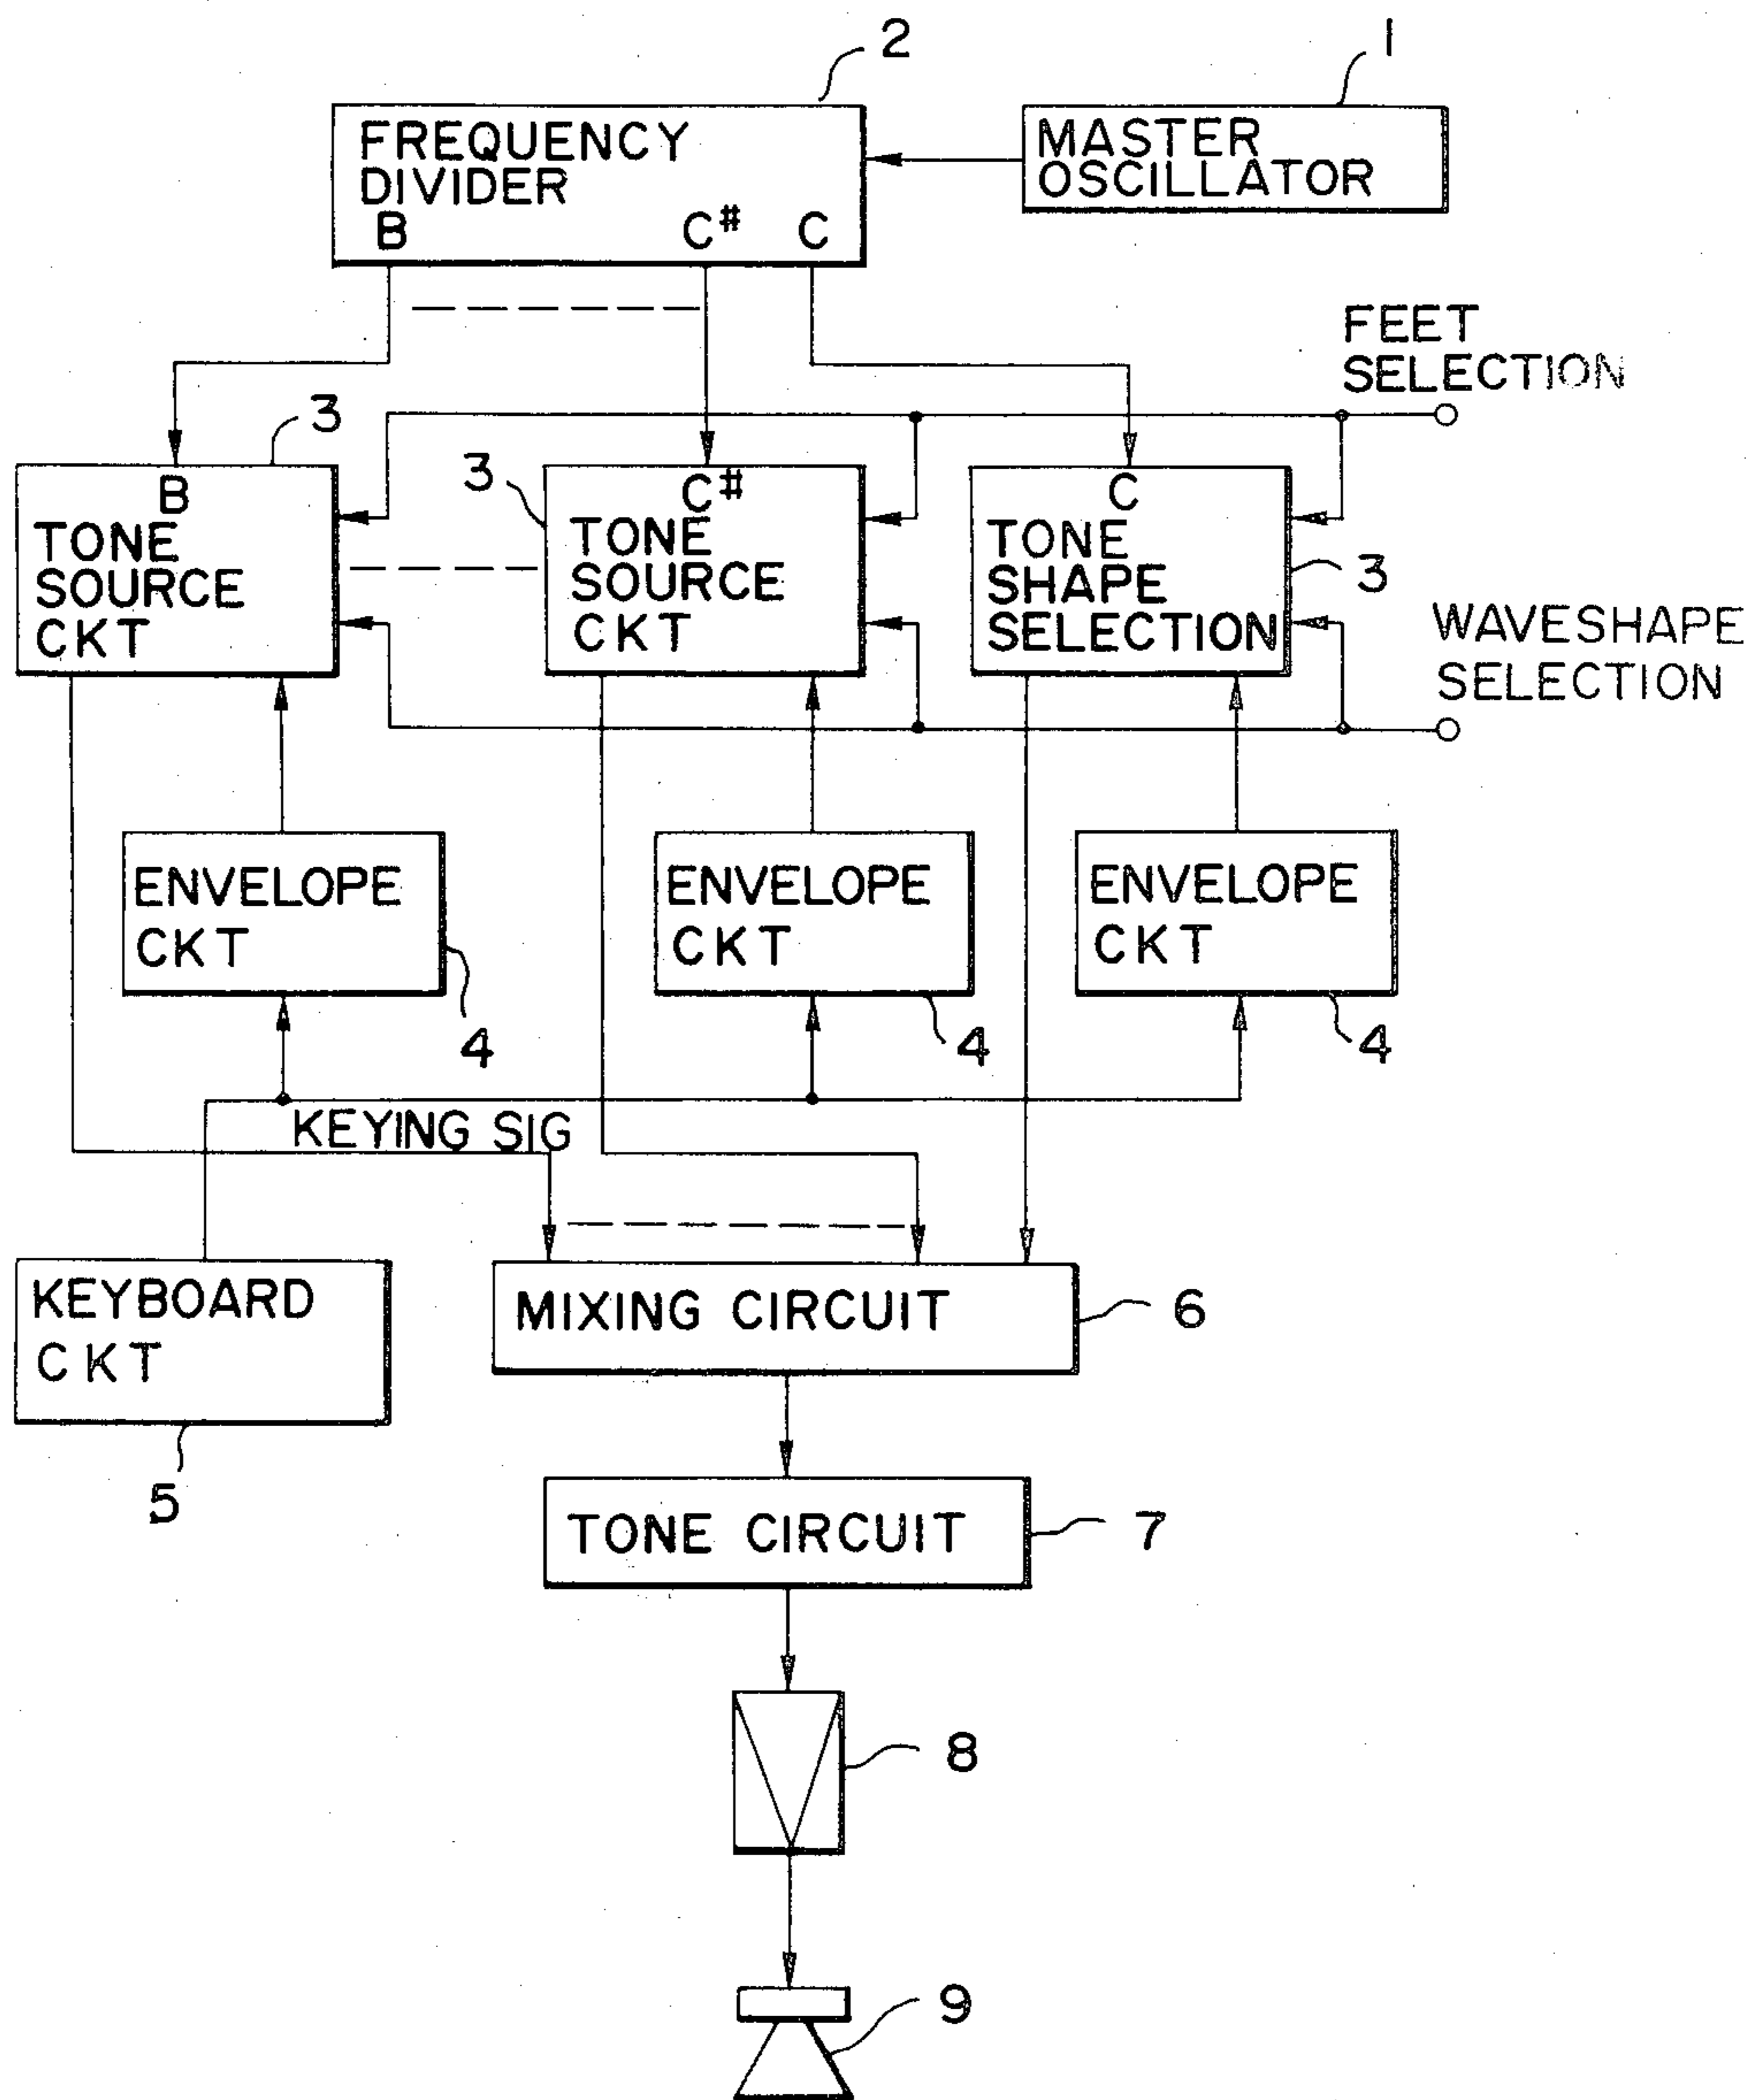 2
1
FREQUENCY
DIVIDER
B C# C
MASTER
OSCILLATOR
FEET
SELECTION
3
B
TONE
SOURCE
CKT
3
C#
TONE
SOURCE
CKT
C
TONE
SHAPE
SELECTION
3
WAVESHAPE
SELECTION
ENVELOPE
CKT
4
ENVELOPE
CKT
4
ENVELOPE
CKT
4
KEYING SIG
KEYBOARD
CKT
5
MIXING CIRCUIT
6
TONE CIRCUIT
7
8
9